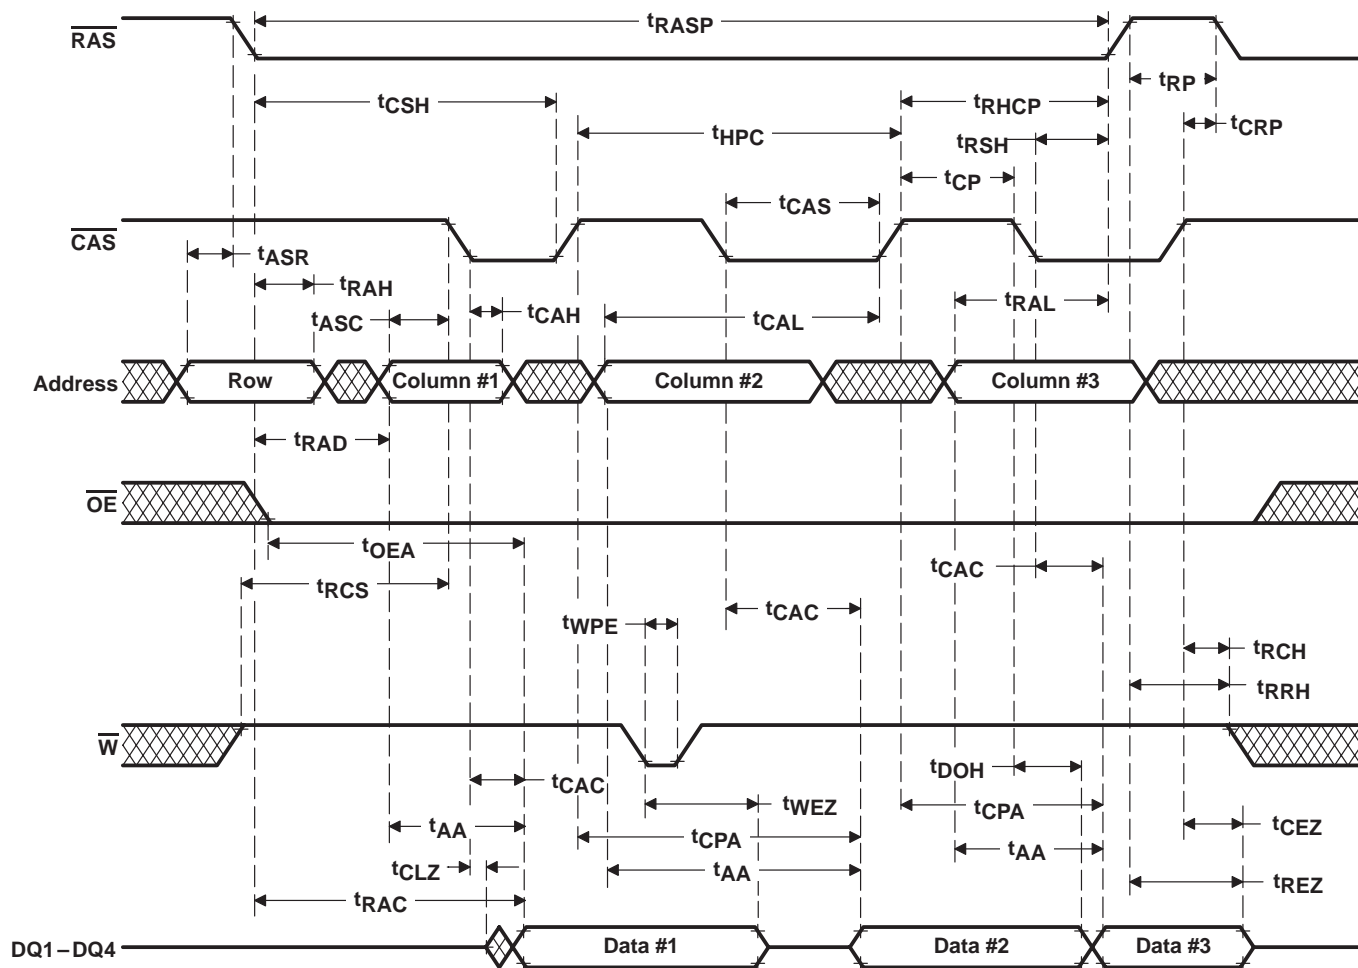 tRASP
RAS
tRP
tCSH
tRHCP
tCRP
tHPC
tRSH
tCP
tCAS
CAS
tASR
tRAH
tRAL
tASC
tCAH
tCAL
Address
Row
Column #1
Column #2
Column #3
tRAD
OE
tOEA
tCAC
tRCS
tCAC
tWPE
tRCH
tRRH
W
tDOH
tCAC
tWEZ
tCPA
tCEZ
tAA
tCPA
tAA
tCLZ
tAA
tREZ
tRAC
DQ1–DQ4
Data #1
Data #2
Data #3